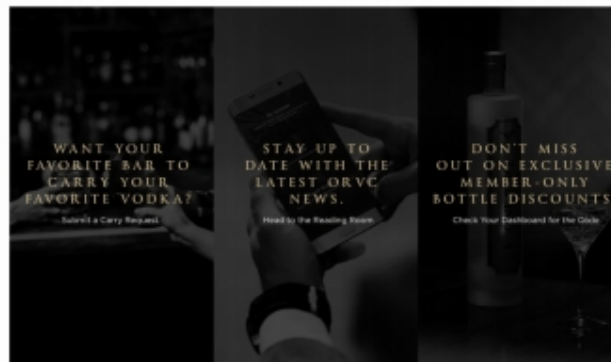 WANT YOUR
FAVORITE BAR TO
CARRY YOUR
FAVORITE VODKA?
Submit a Carry Request.
STAY UP TO
DATE WITH THE
LATEST ORVC
NEWS.
Head to the Reading Room.
DON'T MISS
OUT ON EXCLUSIVE
MEMBER-ONLY
BOTTLE DISCOUNTS
Check Your Dashboard for the Code